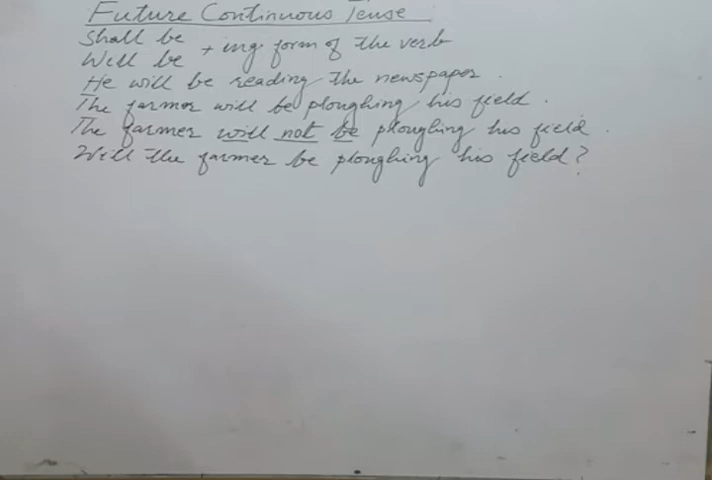 Future Continuous Tense
Shall be
Will be + ing form of the verb
He will be reading the newspaper.
The farmer will be ploughing his field.
The farmer will not be ploughing his field.
Will the farmer be ploughing his field?